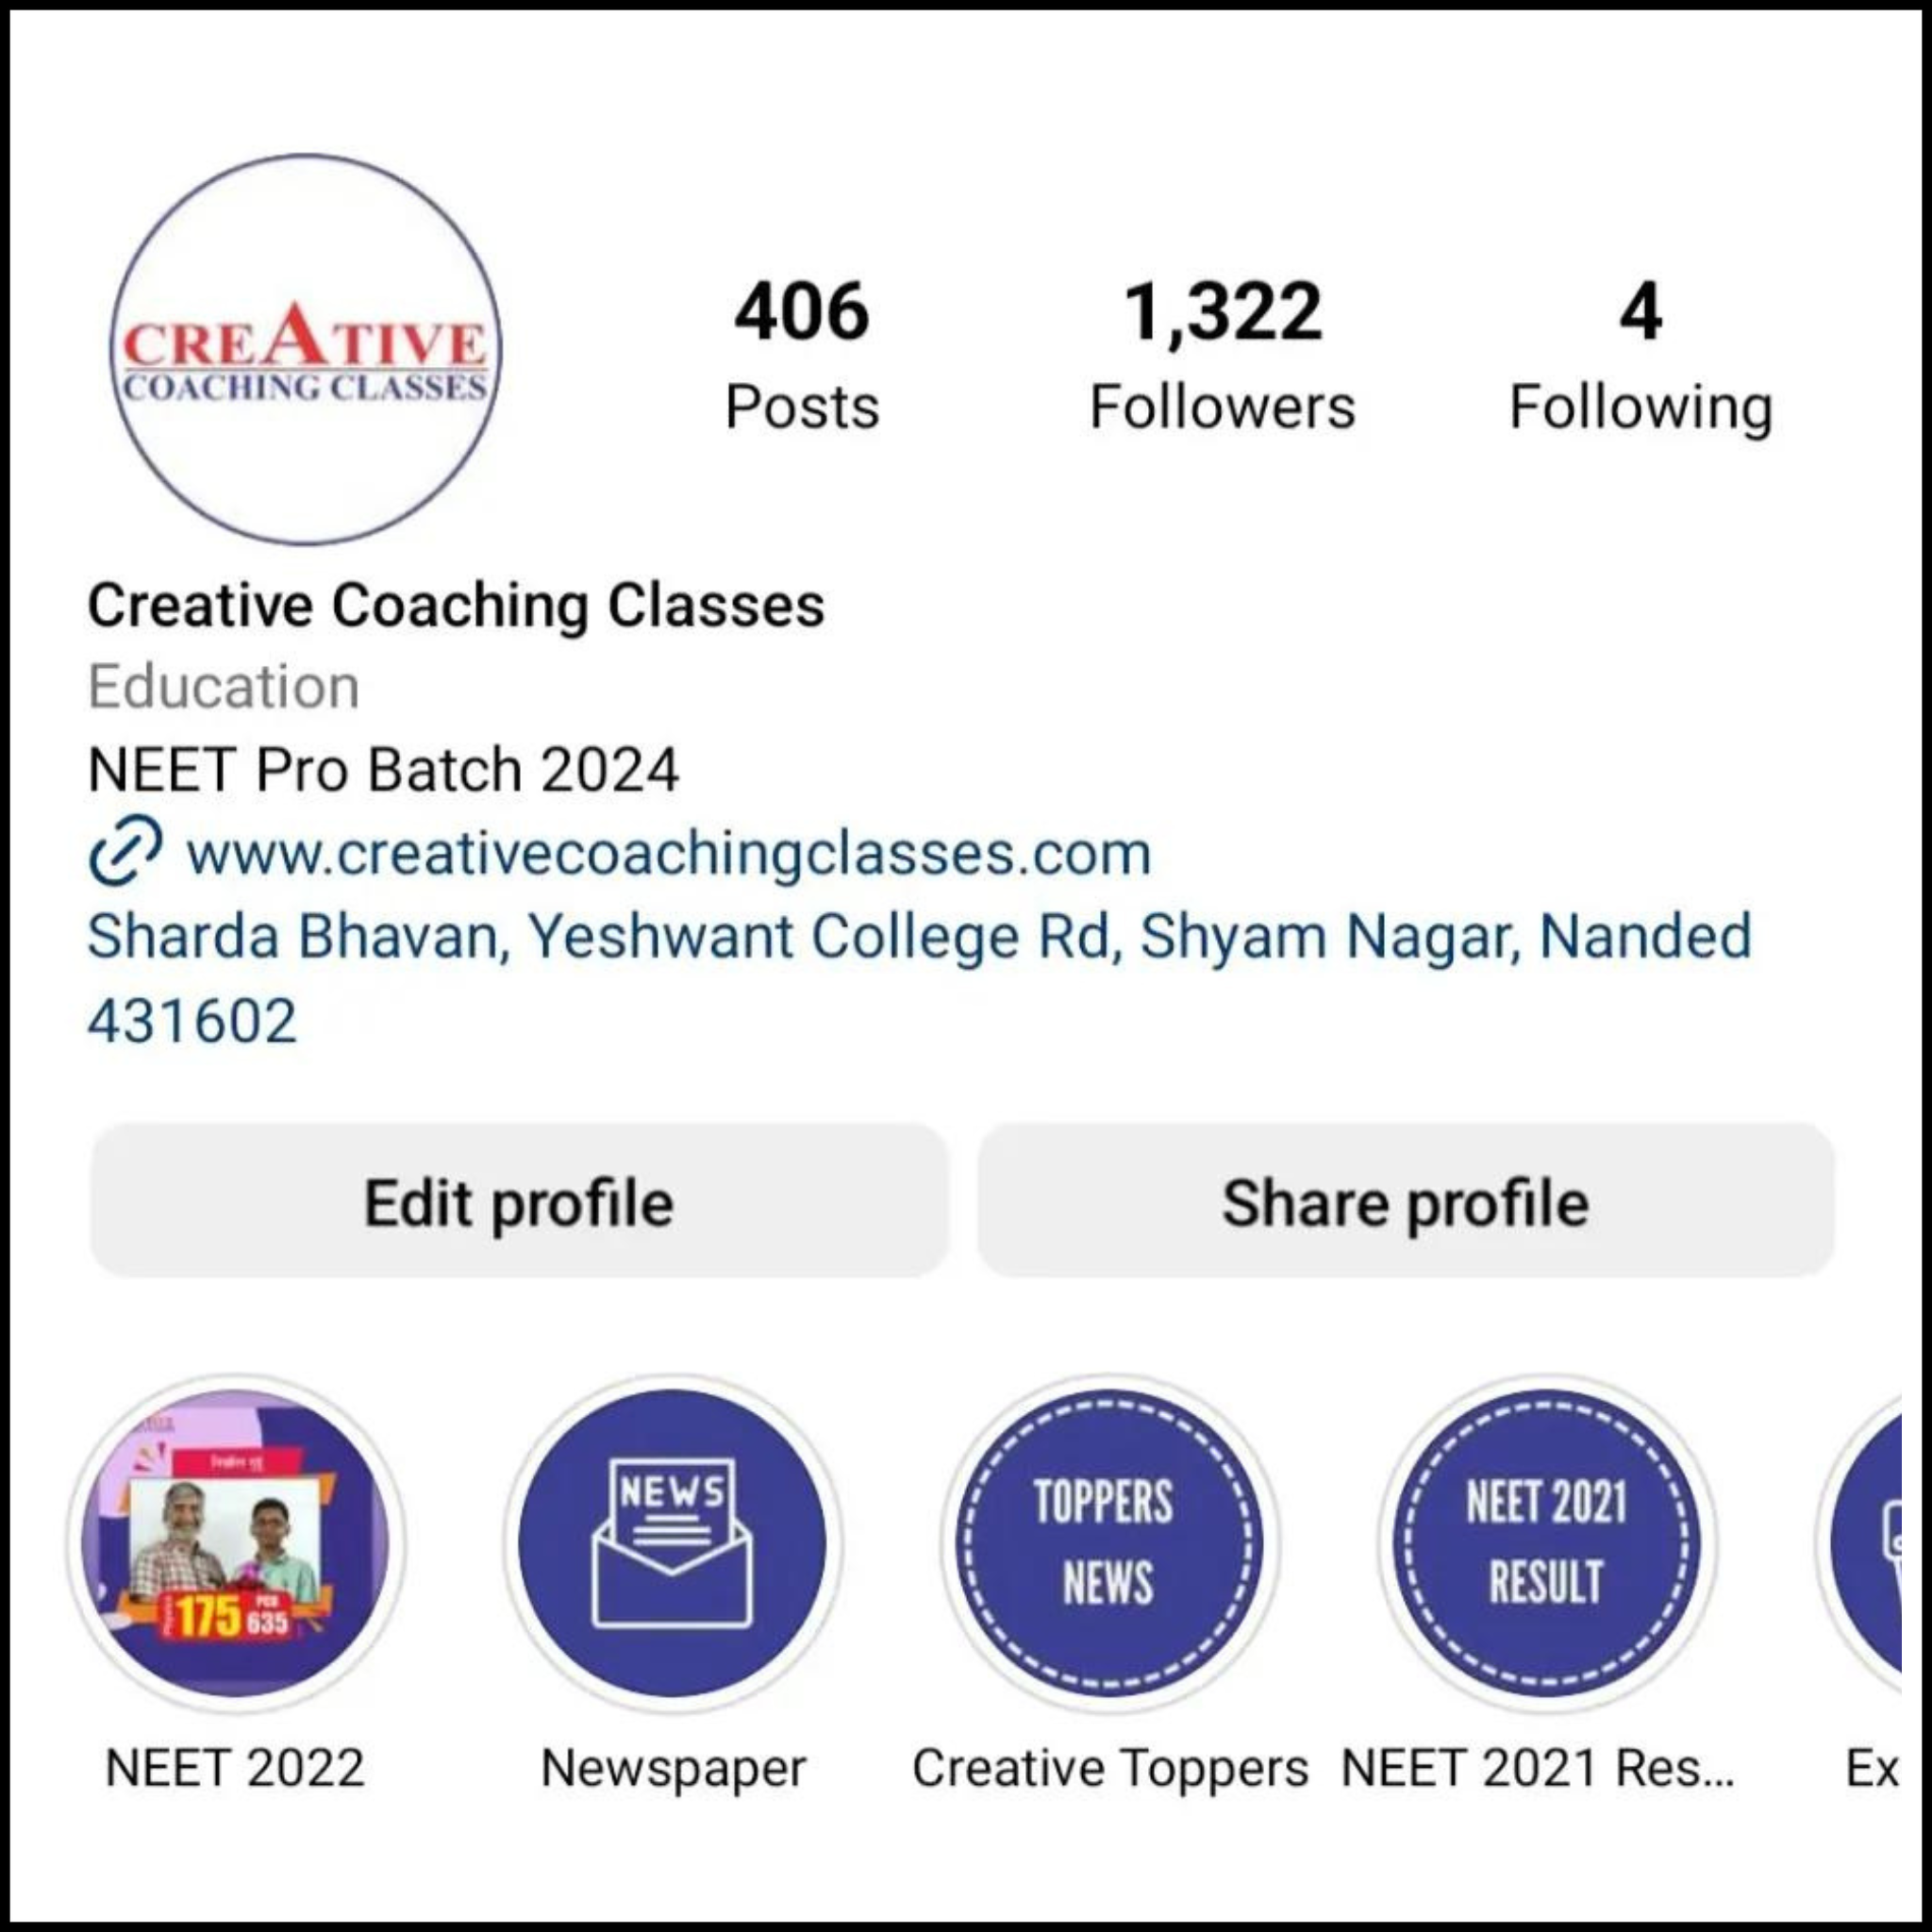 CREATIVE
COACHING CLASSES
406
Posts
1,322
Followers
4
Following
Creative Coaching Classes
Education
NEET Pro Batch 2024
www.creativecoachingclasses.com
Sharda Bhavan, Yeshwant College Rd, Shyam Nagar, Nanded
431602
Edit profile
Share profile
175
PCB
635
NEWS
TOPPERS
NEWS
NEET 2021
RESULT
NEET 2022
Newspaper
Creative Toppers
NEET 2021 Res...
Ex